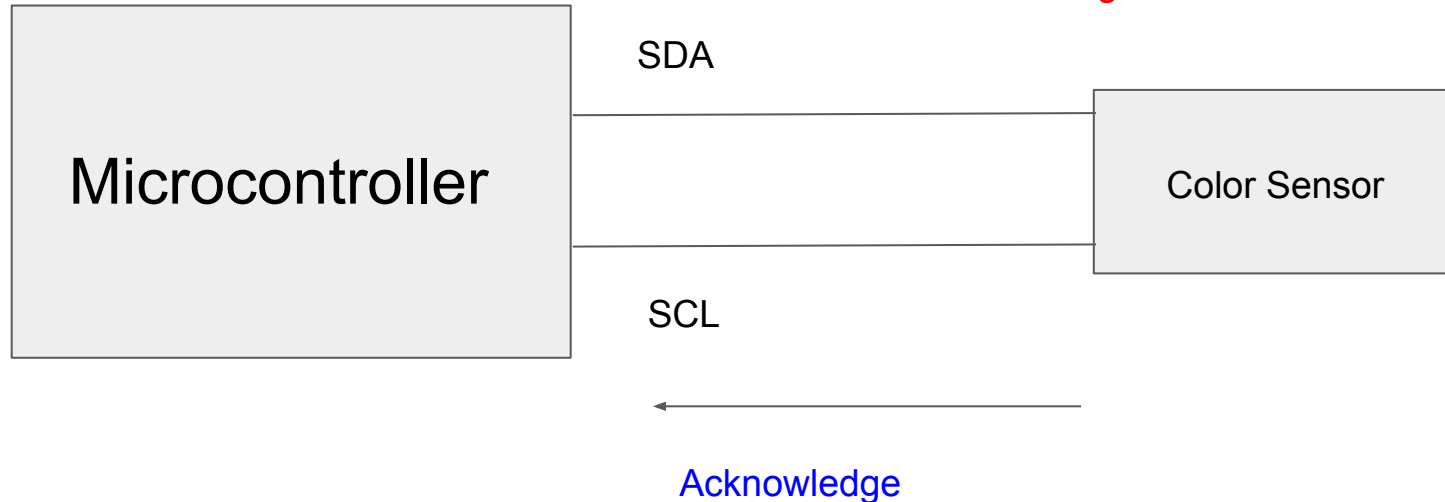 SDA
Microcontroller
Color Sensor
SCL
Acknowledge